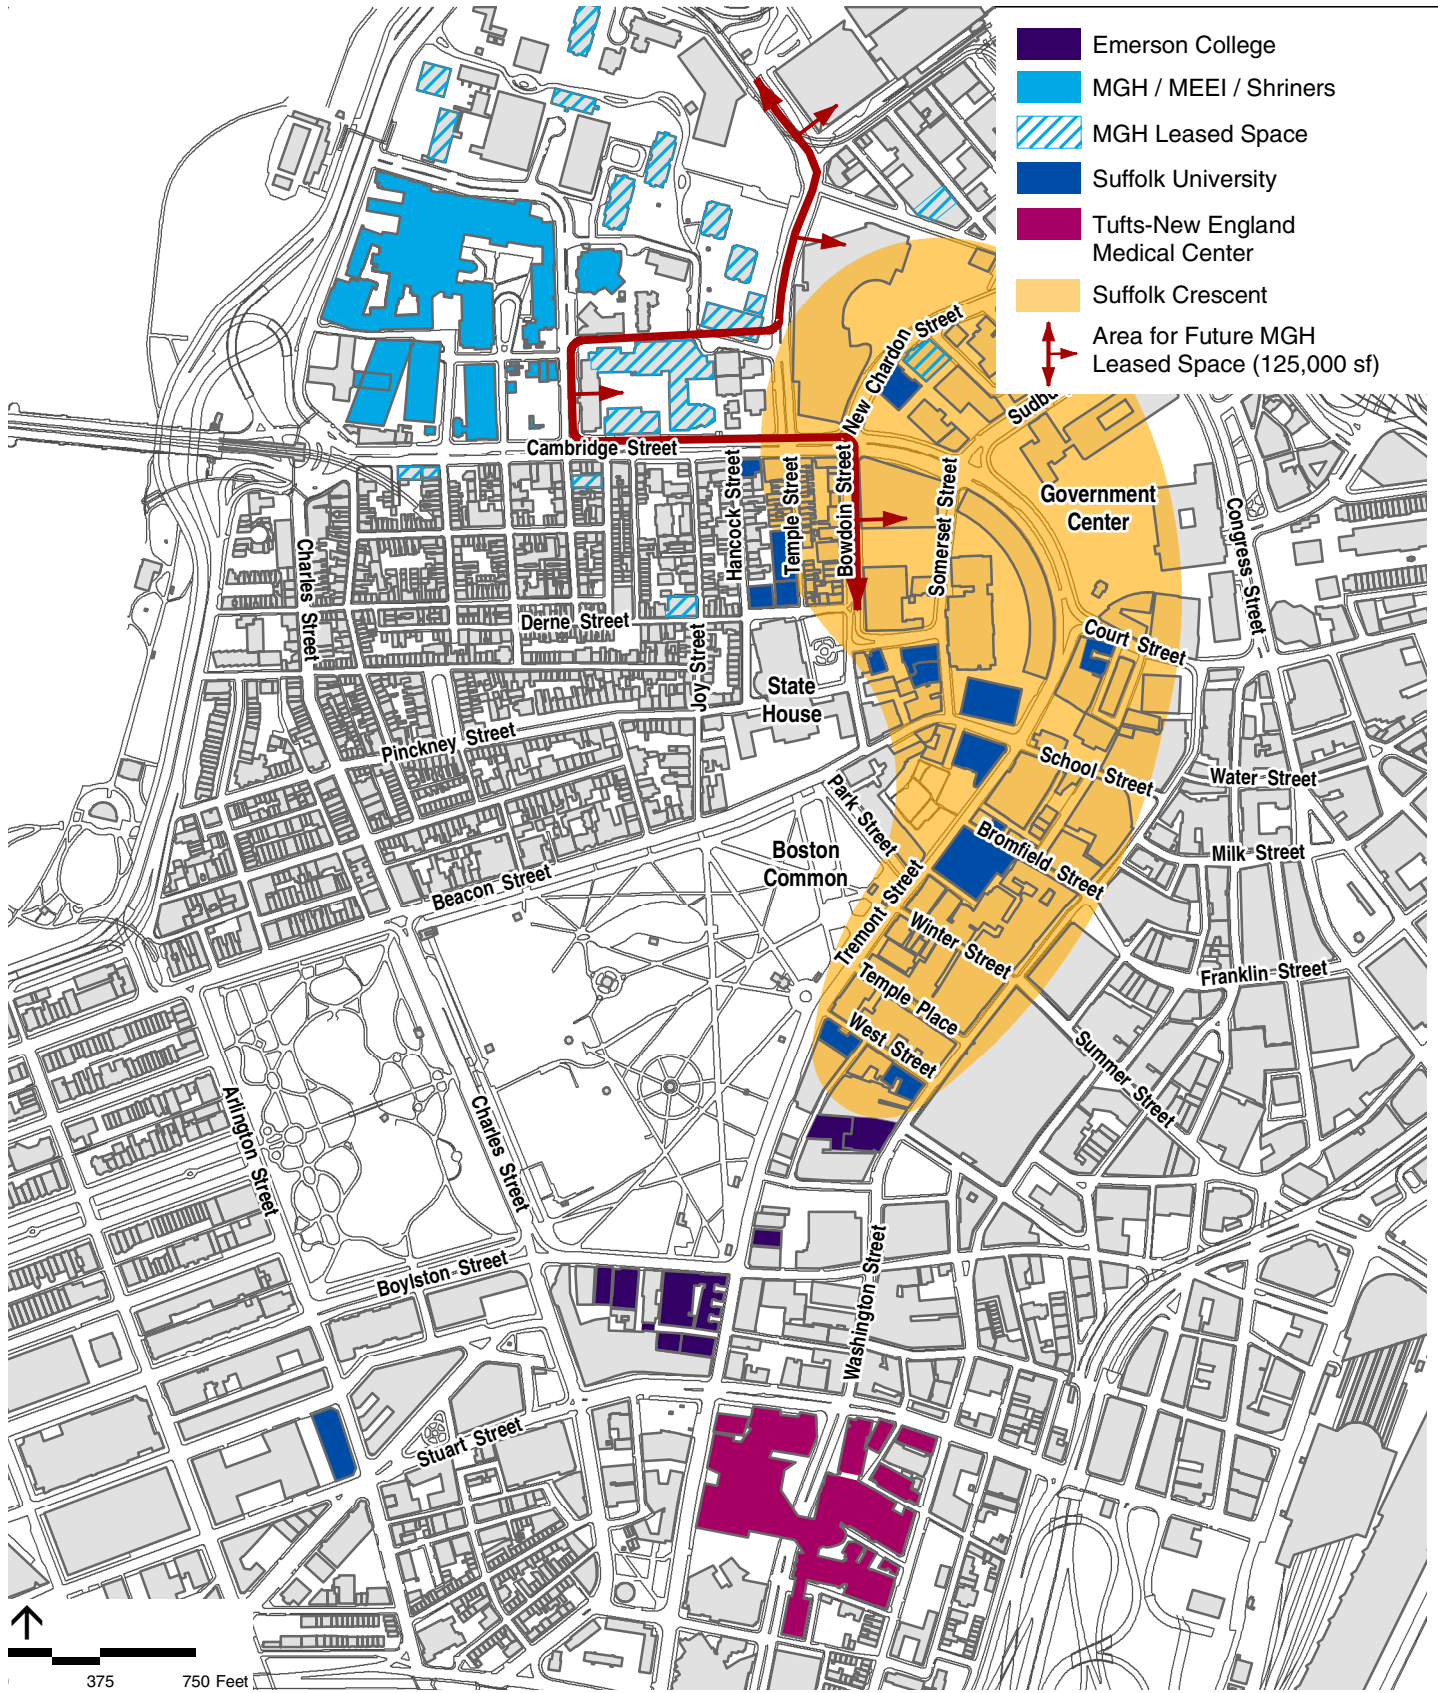 Emerson College
MGH / MEEI / Shriners
MGH Leased Space
Suffolk University
Tufts-New England
Medical Center
Suffolk Crescent
Area for Future MGH
Leased Space (125,000 sf)
New Chardon Street
Cambridge Street
Hancock Street
Temple Street
Bowdoin Street
Somerset Street
Government
Center
Congress Street
Charles Street
Derne Street
Joy Street
Court Street
State
House
Pinckney Street
School Street
Water Street
Park Street
Bromfield Street
Milk Street
Boston
Common
Beacon Street
Tremont Street
Winter Street
Franklin Street
Temple Place
West Street
Summer Street
Arlington Street
Charles Street
Boylston Street
Washington Street
Stuart Street
375
750 Feet